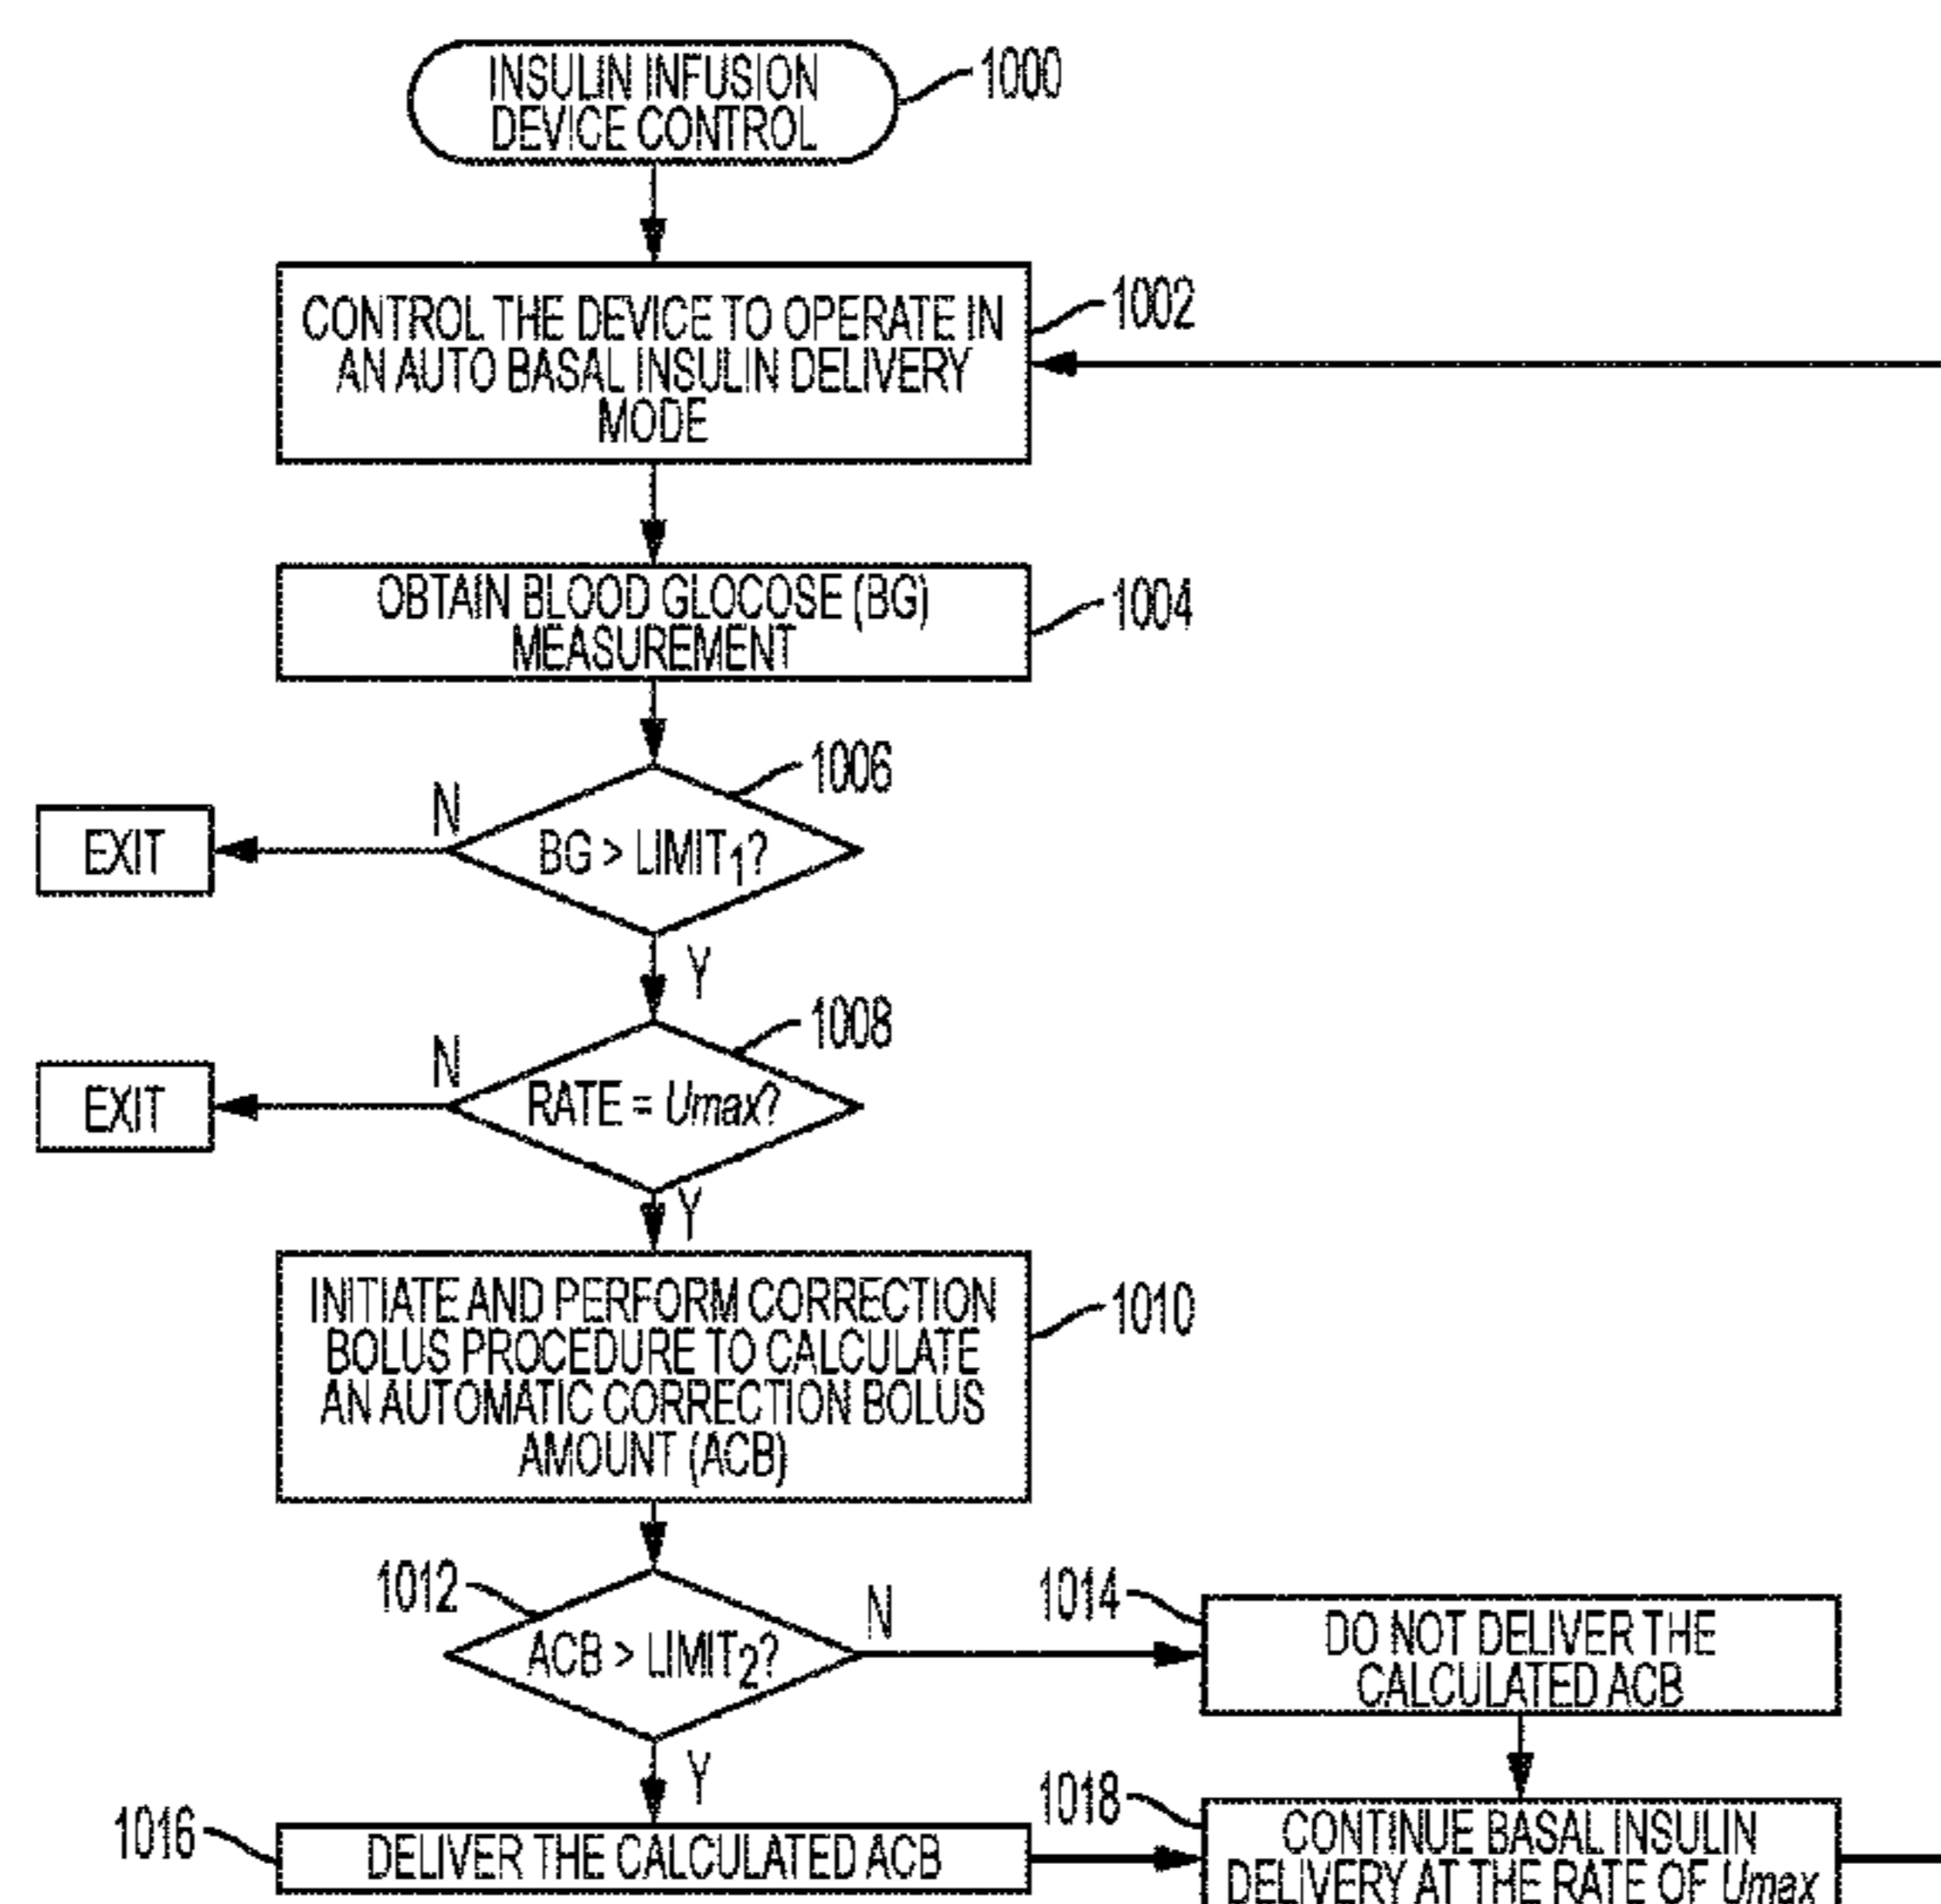 INSULIN INFUSION
DEVICE CONTROL
1000
CONTROL THE DEVICE TO OPERATE IN
AN AUTO BASAL INSULIN DELIVERY
MODE
1002
OBTAIN BLOOD GLOCOSE (BG)
MEASUREMENT
1004
1006
N
EXIT
BG > LIMIT1?
Y
1008
N
EXIT
RATE = Umax?
Y
INITIATE AND PERFORM CORRECTION
BOLUS PROCEDURE TO CALCULATE
AN AUTOMATIC CORRECTION BOLUS
AMOUNT (ACB)
1010
1012
ACB > LIMIT2?
N
1014
DO NOT DELIVER THE
CALCULATED ACB
Y
1016
DELIVER THE CALCULATED ACB
1018
CONTINUE BASAL INSULIN
DELIVERY AT THE RATE OF Umax